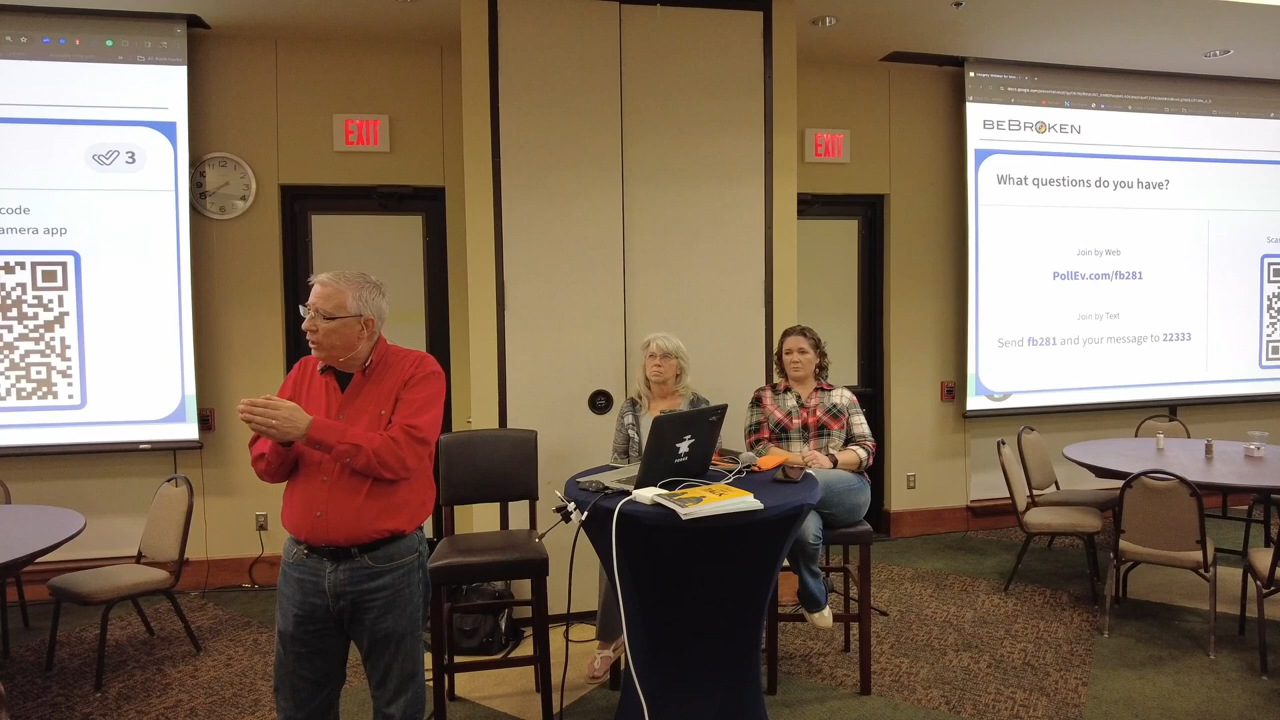 3
code
amera app
EXIT
EXIT
BEBROKEN
What questions do you have?
Join by Web
PollEv.com/fb281
Join by Text
Send fb281 and your message to 22333
Scan